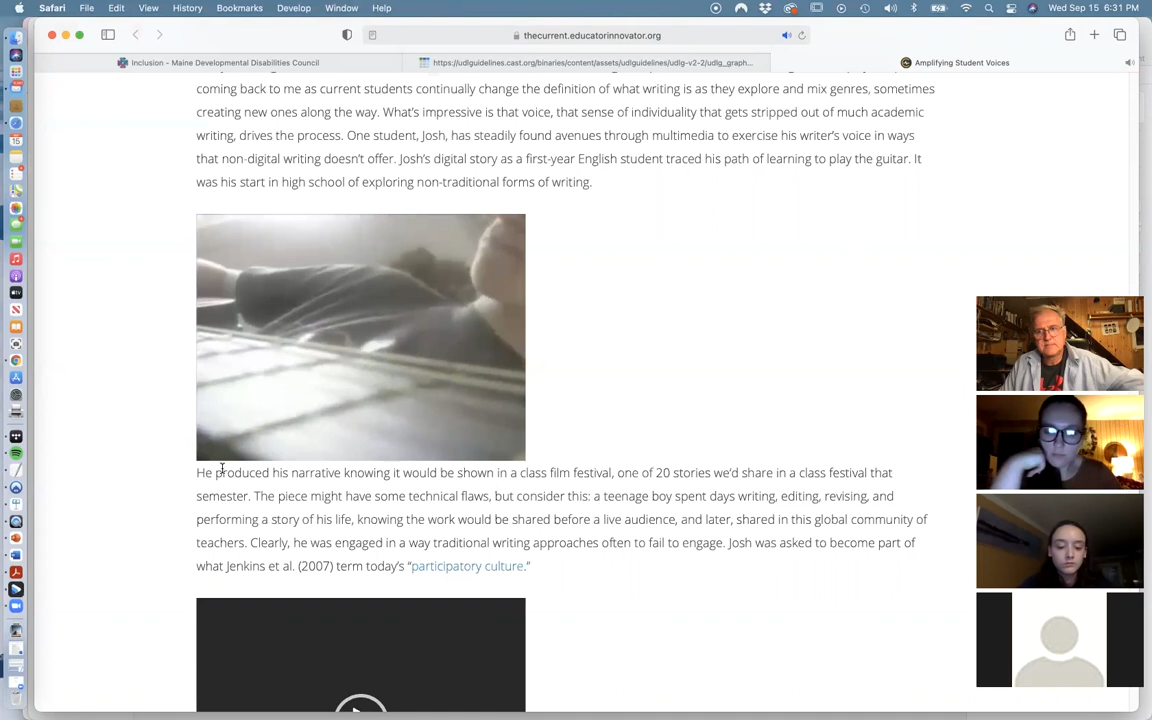 Safari File Edit View History Bookmarks Develop Window Help
Wed Sep 15 6:31 PM
thecurrent.educatorinnovator.org
Inclusion - Maine Developmental Disabilities Council
https://udlguidelines.cast.org/binaries/content/assets/udlguidelines/udlg-v2-2/udlg_graph...
Amplifying Student Voices
coming back to me as current students continually change the definition of what writing is as they explore and mix genres, sometimes
creating new ones along the way. What's impressive is that voice, that sense of individuality that gets stripped out of much academic
writing, drives the process. One student, Josh, has steadily found avenues through multimedia to exercise his writer's voice in ways
that non-digital writing doesn't offer. Josh's digital story as a first-year English student traced his path of learning to play the guitar. It
was his start in high school of exploring non-traditional forms of writing.
He produced his narrative knowing it would be shown in a class film festival, one of 20 stories we'd share in a class festival that
semester. The piece might have some technical flaws, but consider this: a teenage boy spent days writing, editing, revising, and
performing a story of his life, knowing the work would be shared before a live audience, and later, shared in this global community of
teachers. Clearly, he was engaged in a way traditional writing approaches often to fail to engage. Josh was asked to become part of
what Jenkins et al. (2007) term today's “participatory culture.”